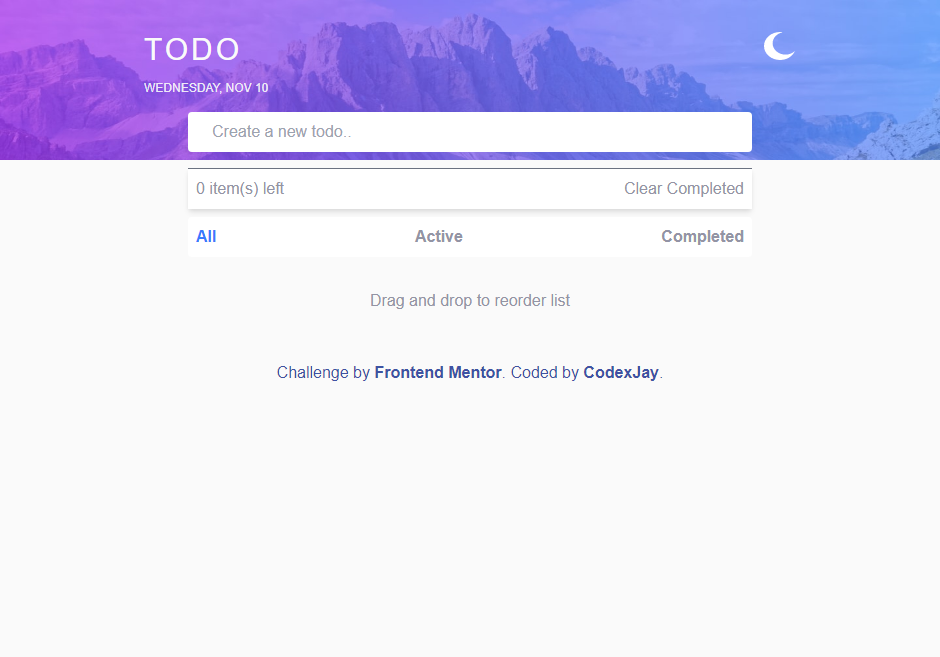 TODO
WEDNESDAY, NOV 10
Create a new todo..
0 item(s) left Clear Completed
All Active Completed
Drag and drop to reorder list
Challenge by Frontend Mentor. Coded by CodexJay.